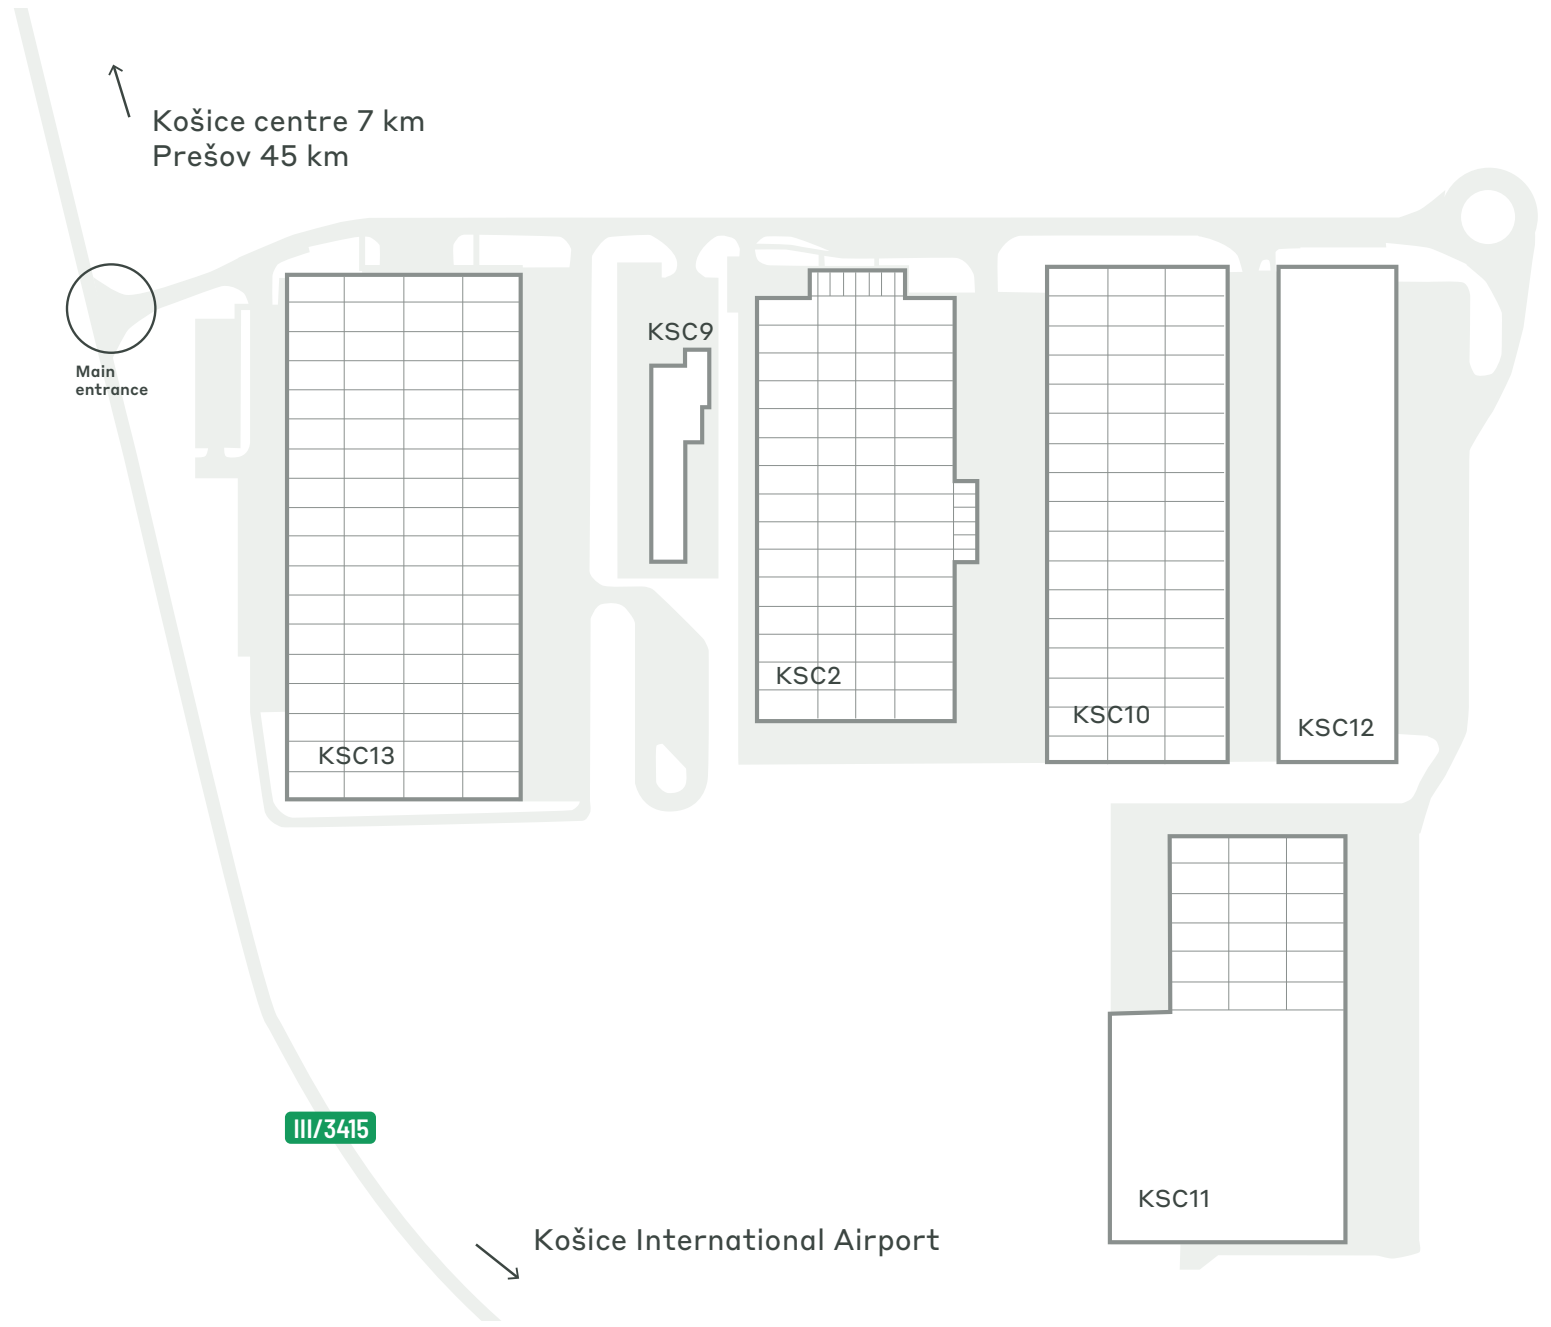 Košice centre 7 km
Prešov 45 km
Main
entrance
KSC9
KSC2
KSC10
KSC12
KSC13
III/3415
KSC11
Košice International Airport